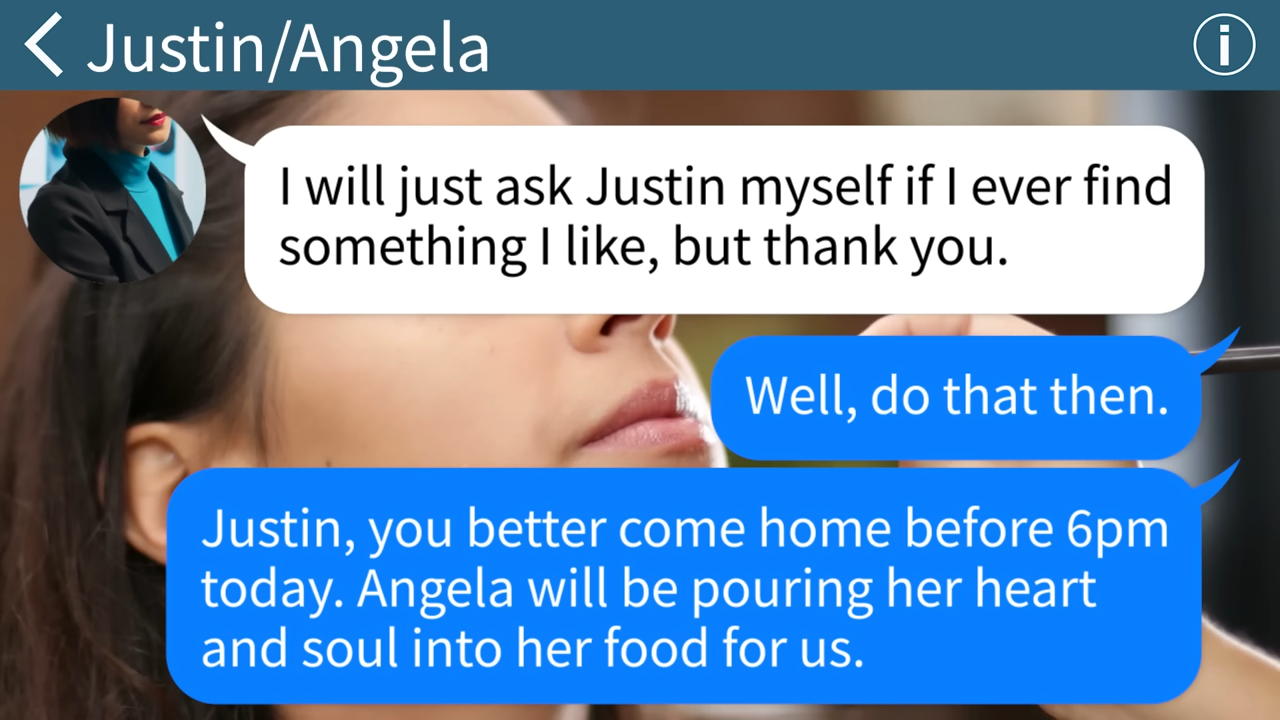 Justin/Angela
I will just ask Justin myself if I ever find
something I like, but thank you.
Well, do that then.
Justin, you better come home before 6pm
today. Angela will be pouring her heart
and soul into her food for us.